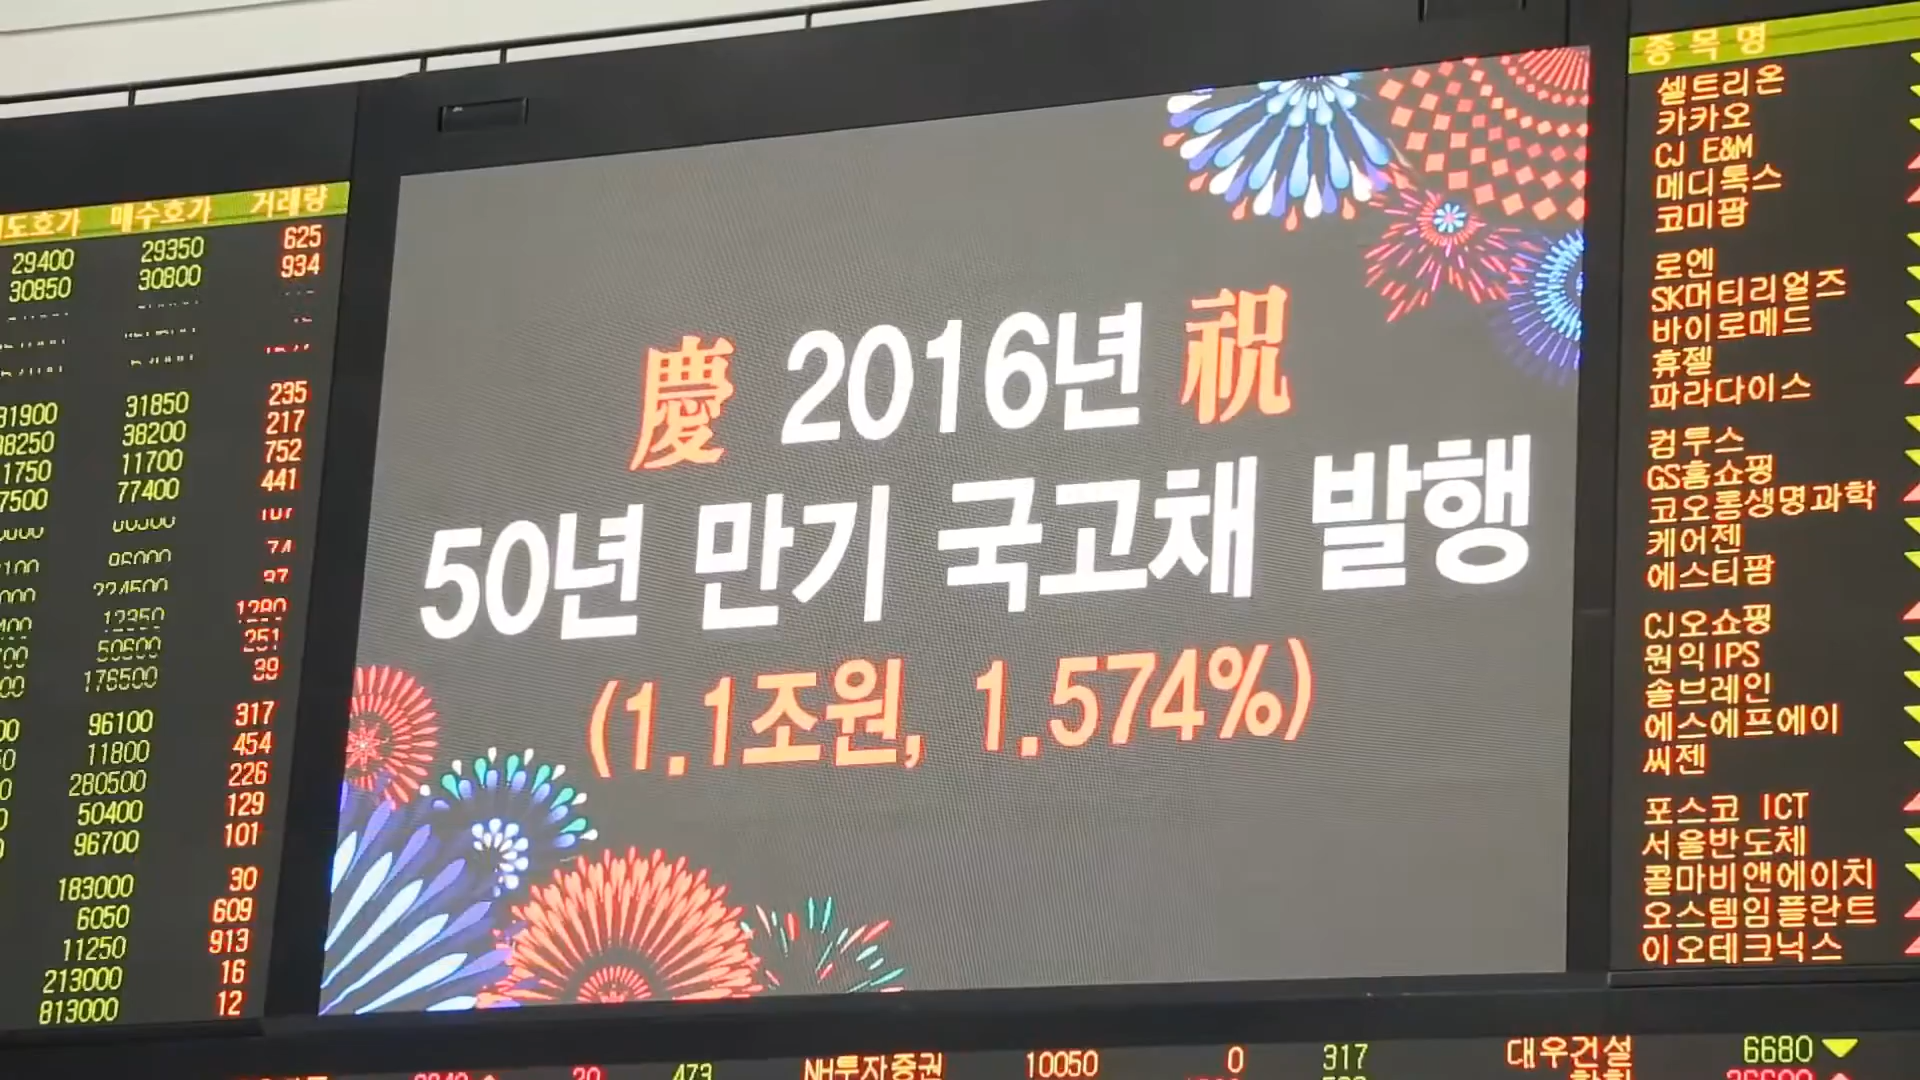 매수호가 거래량
29400 29350 625
30850 30800 934
31850 235
38200 217
11700 752
77400 441
12350 1280
50600 251
176500 39
96100 317
11800 454
280500 226
50400 129
96700 101
183000 30
6050 609
11250 913
213000 16
813000 12
慶 2016년 祝
50년 만기 국고채 발행
(1.1조원, 1.574%)
종목명
셀트리온
카카오
CJ E&M
메디톡스
코미팜
로엔
SK머티리얼즈
바이로메드
휴젤
파라다이스
컴투스
GS홈쇼핑
코오롱생명과학
케어젠
에스티팜
CJ오쇼핑
원익IPS
솔브레인
에스에프에이
씨젠
포스코 ICT
서울반도체
콜마비앤에이치
오스템임플란트
이오테크닉스
473 NH투자증권 10050 0 317 대우건설 6680